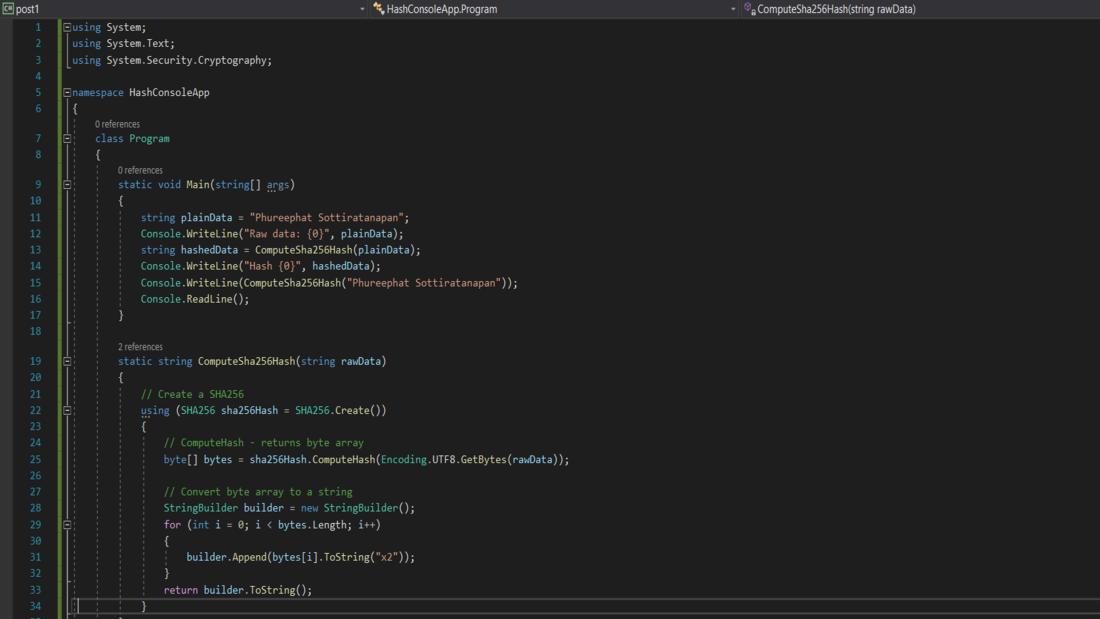 post1
HashConsoleApp.Program
ComputeSha256Hash(string rawData)
1 using System;
2 using System.Text;
3 using System.Security.Cryptography;
4
5 namespace HashConsoleApp
6 {
0 references
7 class Program
8 {
0 references
9 static void Main(string[] args)
10 {
11 string plainData = "Phureephat Sottiratanapan";
12 Console.WriteLine("Raw data: {0}", plainData);
13 string hashedData = ComputeSha256Hash(plainData);
14 Console.WriteLine("Hash {0}", hashedData);
15 Console.WriteLine(ComputeSha256Hash("Phureephat Sottiratanapan"));
16 Console.ReadLine();
17 }
18
2 references
19 static string ComputeSha256Hash(string rawData)
20 {
21 // Create a SHA256
22 using (SHA256 sha256Hash = SHA256.Create())
23 {
24 // ComputeHash - returns byte array
25 byte[] bytes = sha256Hash.ComputeHash(Encoding.UTF8.GetBytes(rawData));
26
27 // Convert byte array to a string
28 StringBuilder builder = new StringBuilder();
29 for (int i = 0; i < bytes.Length; i++)
30 {
31 builder.Append(bytes[i].ToString("x2"));
32 }
33 return builder.ToString();
34 }